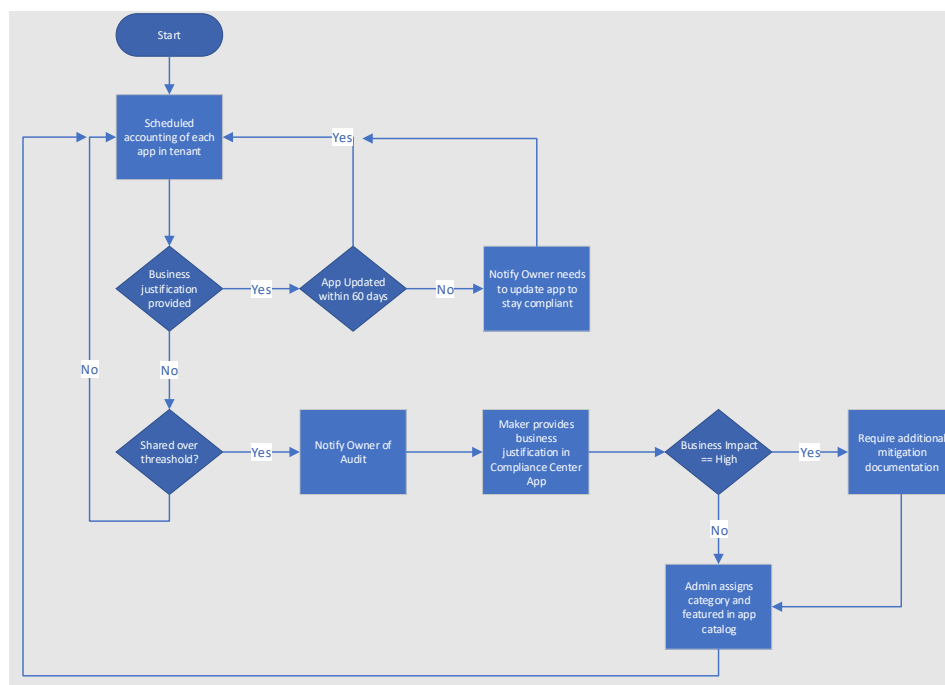 Start
Scheduled
accounting of each
app in tenant
Yes
Business
justification
provided
Yes
App Updated
within 60 days
No
Notify Owner needs
to update app to
stay compliant
No
No
Shared over
threashold?
Yes
Notify Owner of
Audit
Maker provides
business
justification in
Compliance Center
App
Business Impact
== High
Yes
Require additional
mitigation
documentation
No
Admin assigns
category and
featured in app
catalog